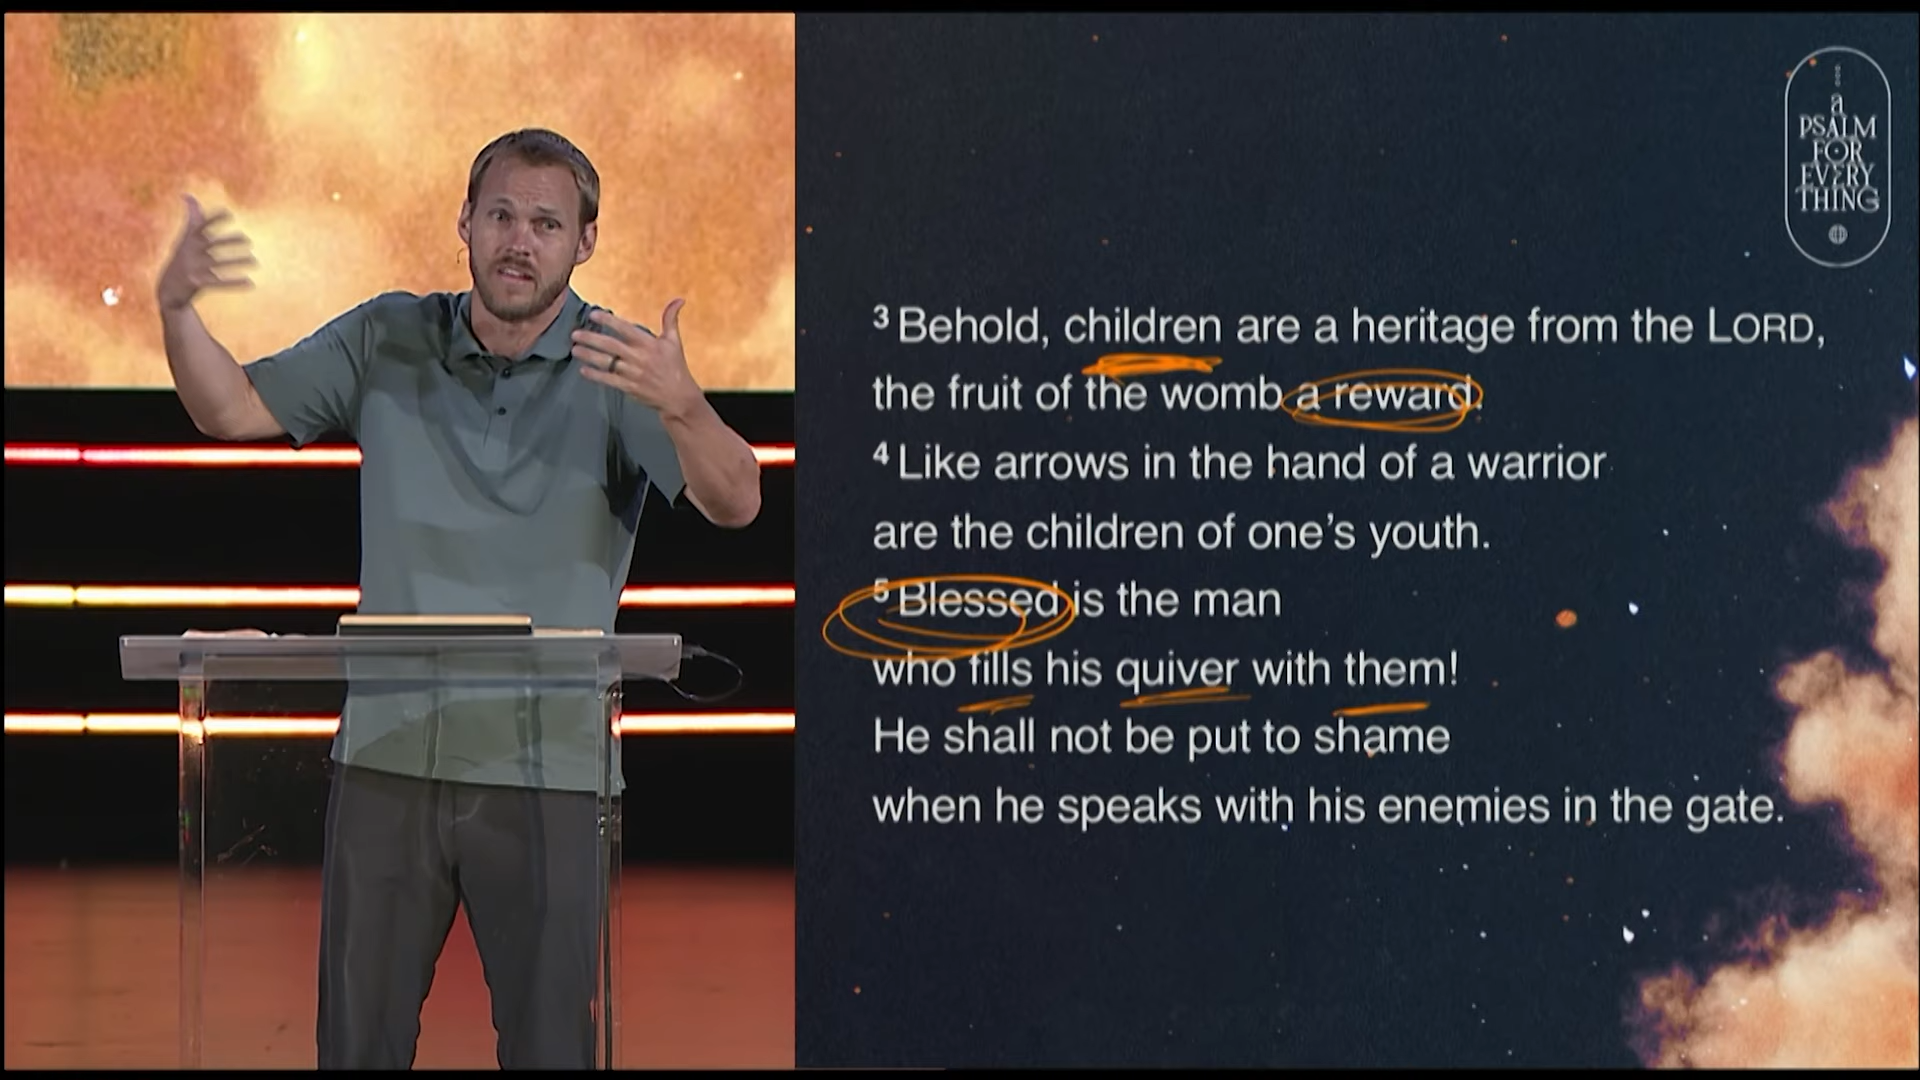 a
PSALM
FOR
EVERY
THING
³ Behold, children are a heritage from the LORD,
the fruit of the womb a reward.
⁴ Like arrows in the hand of a warrior
are the children of one’s youth.
⁵ Blessed is the man
who fills his quiver with them!
He shall not be put to shame
when he speaks with his enemies in the gate.